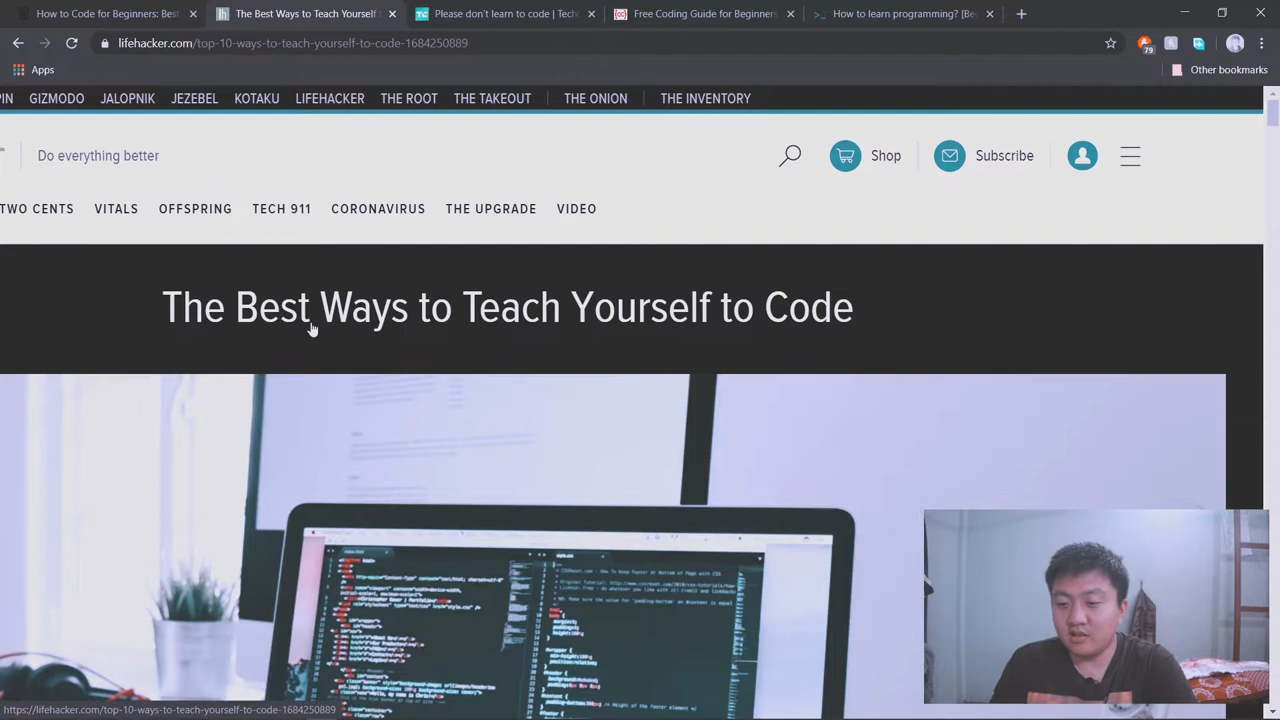 How to Code for Beginners: Best
The Best Ways to Teach Yourself
Please don't learn to code | Tech
Free Coding Guide for Beginners
How to learn programming? [Be
lifehacker.com/top-10-ways-to-teach-yourself-to-code-1684250889
79
Apps
Other bookmarks
PIN GIZMODO JALOPNIK JEZEBEL KOTAKU LIFEHACKER THE ROOT THE TAKEOUT THE ONION THE INVENTORY
Do everything better
Shop
Subscribe
TWO CENTS VITALS OFFSPRING TECH 911 CORONAVIRUS THE UPGRADE VIDEO
The Best Ways to Teach Yourself to Code
https://lifehacker.com/top-10-ways-to-teach-yourself-to-code-1684250889